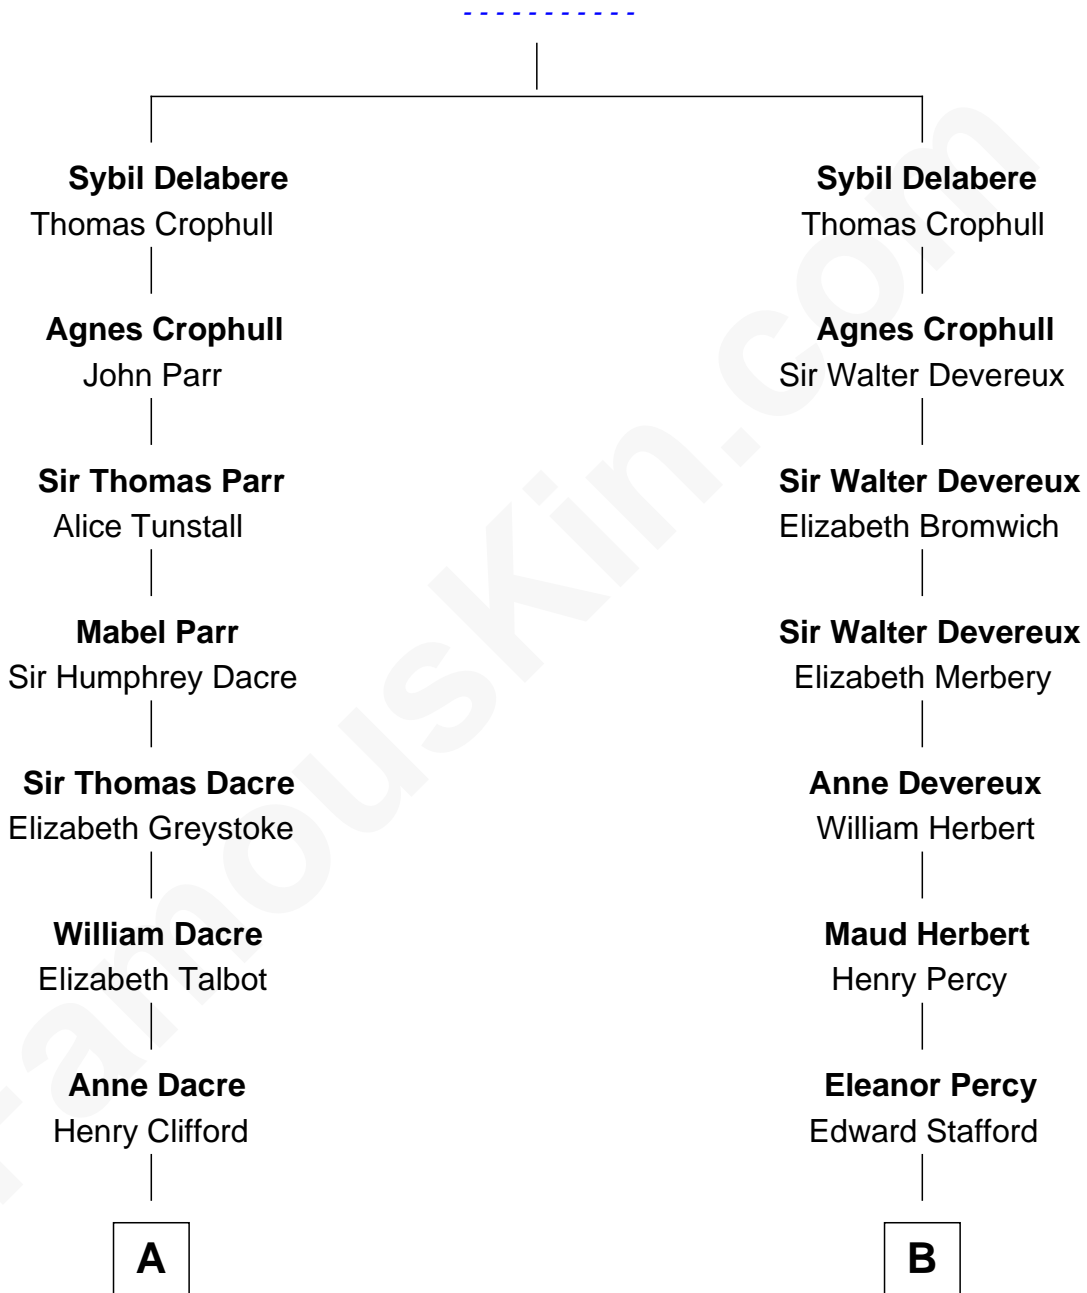 - - - - - - - - - - -
Sybil Delabere
Thomas Crophull
Agnes Crophull
John Parr
Sir Thomas Parr
Alice Tunstall
Mabel Parr
Sir Humphrey Dacre
Sir Thomas Dacre
Elizabeth Greystoke
William Dacre
Elizabeth Talbot
Anne Dacre
Henry Clifford
A
Sybil Delabere
Thomas Crophull
Agnes Crophull
Sir Walter Devereux
Sir Walter Devereux
Elizabeth Bromwich
Sir Walter Devereux
Elizabeth Merbery
Anne Devereux
William Herbert
Maud Herbert
Henry Percy
Eleanor Percy
Edward Stafford
B
FamousKin.com